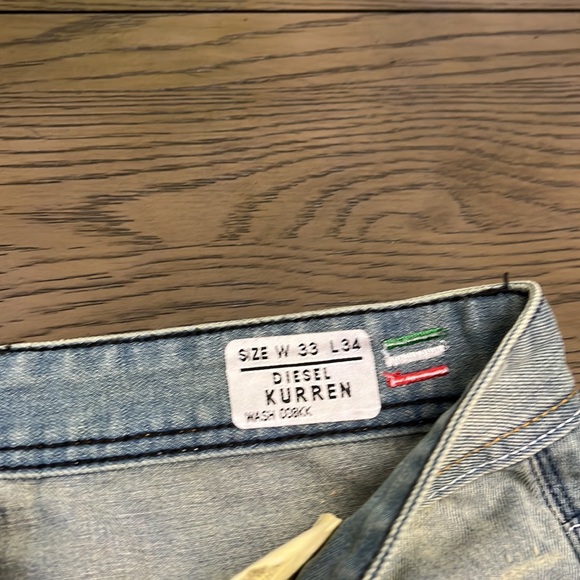 SIZE W 33 L34
DIESEL
KURREN
WASH 008KK